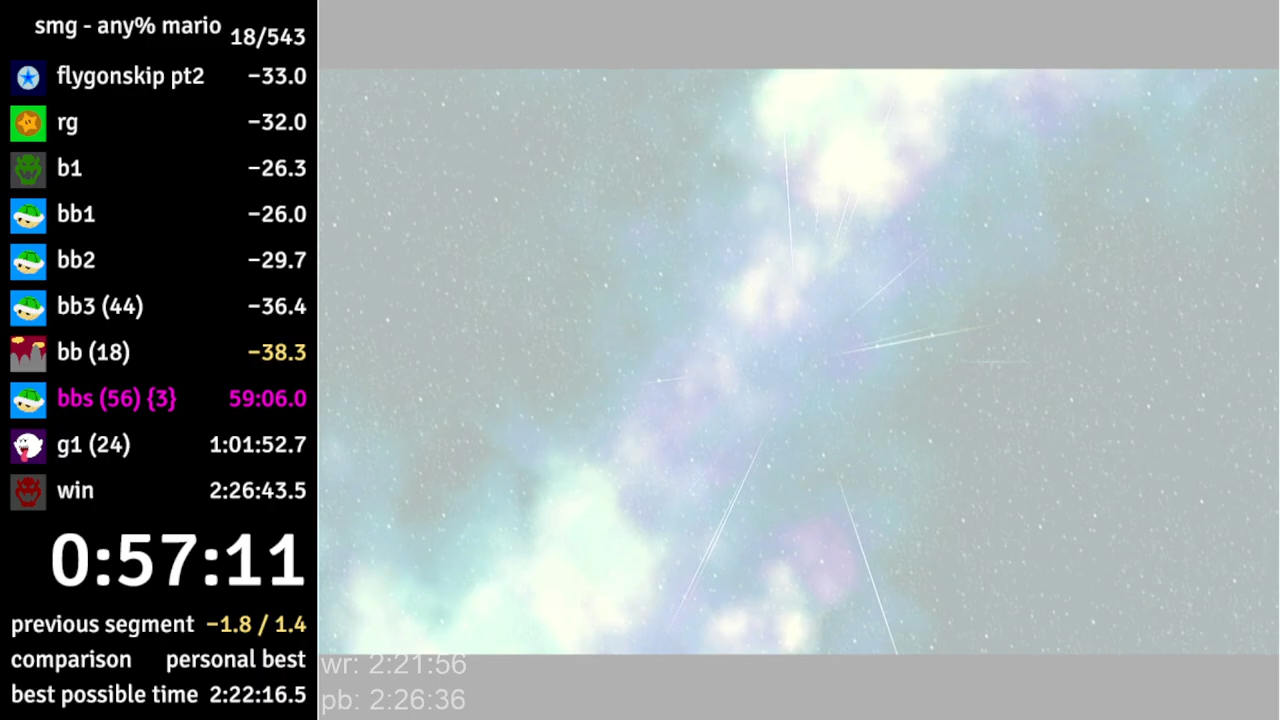 smg - any% mario 18/543
flygonskip pt2 −33.0
rg −32.0
b1 −26.3
bb1 −26.0
bb2 −29.7
bb3 (44) −36.4
bb (18) −38.3
bbs (56) {3} 59:06.0
g1 (24) 1:01:52.7
win 2:26:43.5
0:57:11
previous segment −1.8 / 1.4
comparison personal best
best possible time 2:22:16.5
wr: 2:21:56
pb: 2:26:36